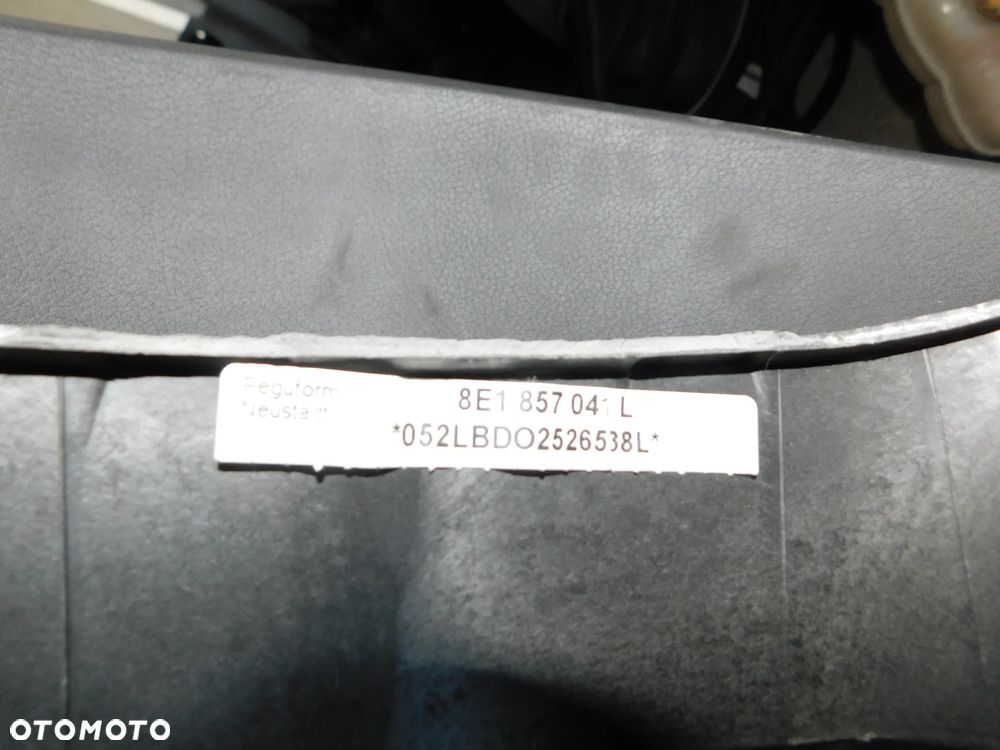 Peguform
Neustadt
8E1 857 041 L
*052LBDO2526538L*
OTOMOTO